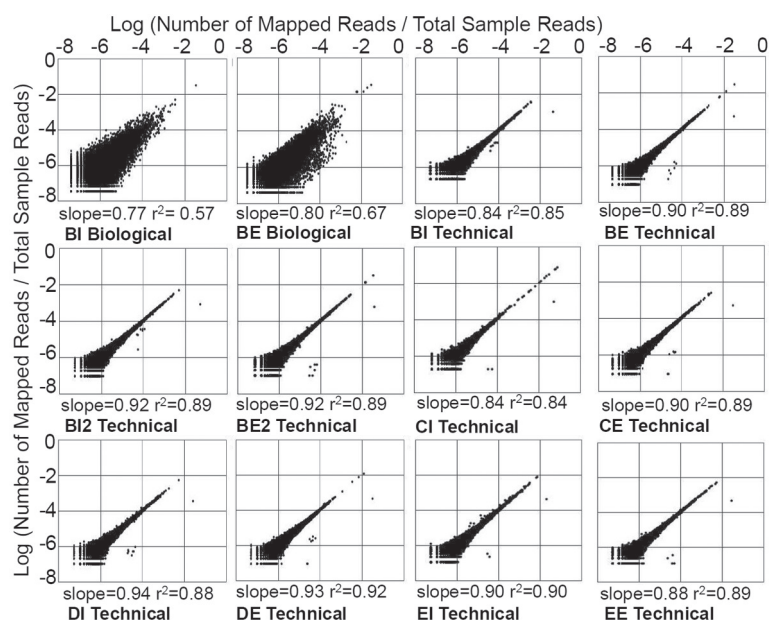 Log (Number of Mapped Reads / Total Sample Reads)
-8 -6 -4 -2 0 -8 -6 -4 -2 0 -8 -6 -4 -2 0 -8 -6 -4 -2 0
Log (Number of Mapped Reads / Total Sample Reads)
0
-2
-4
-6
-8
slope=0.77 r²= 0.57 slope=0.80 r²=0.67 slope=0.84 r²=0.85 slope=0.90 r²=0.89
BI Biological BE Biological BI Technical BE Technical
0
-2
-4
-6
-8
slope=0.92 r²=0.89 slope=0.92 r²=0.89 slope=0.84 r²=0.84 slope=0.90 r²=0.89
BI2 Technical BE2 Technical CI Technical CE Technical
0
-2
-4
-6
-8
slope=0.94 r²=0.88 slope=0.93 r²=0.92 slope=0.90 r²=0.90 slope=0.88 r²=0.89
DI Technical DE Technical EI Technical EE Technical